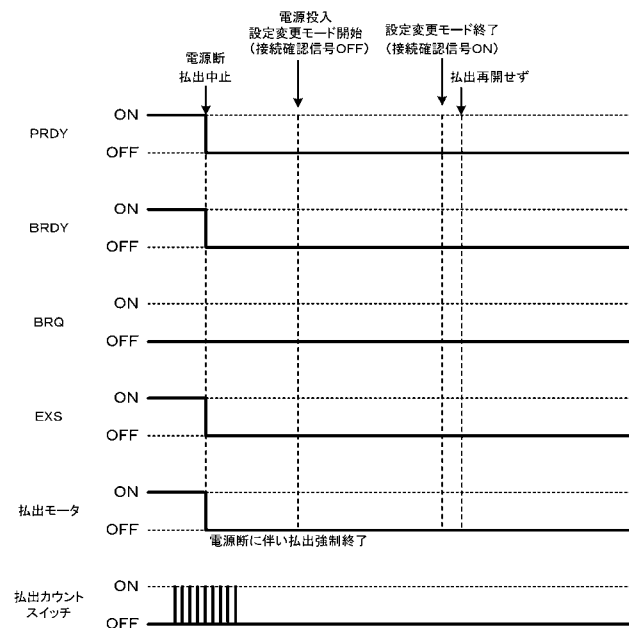 電源投入
設定変更モード開始
(接続確認信号OFF)
設定変更モード終了
(接続確認信号ON)
電源断
払出中止
払出再開せず
PRDY
ON
OFF
BRDY
ON
OFF
BRQ
ON
OFF
EXS
ON
OFF
払出モータ
ON
OFF
電源断に伴い払出強制終了
払出カウント
スイッチ
ON
OFF